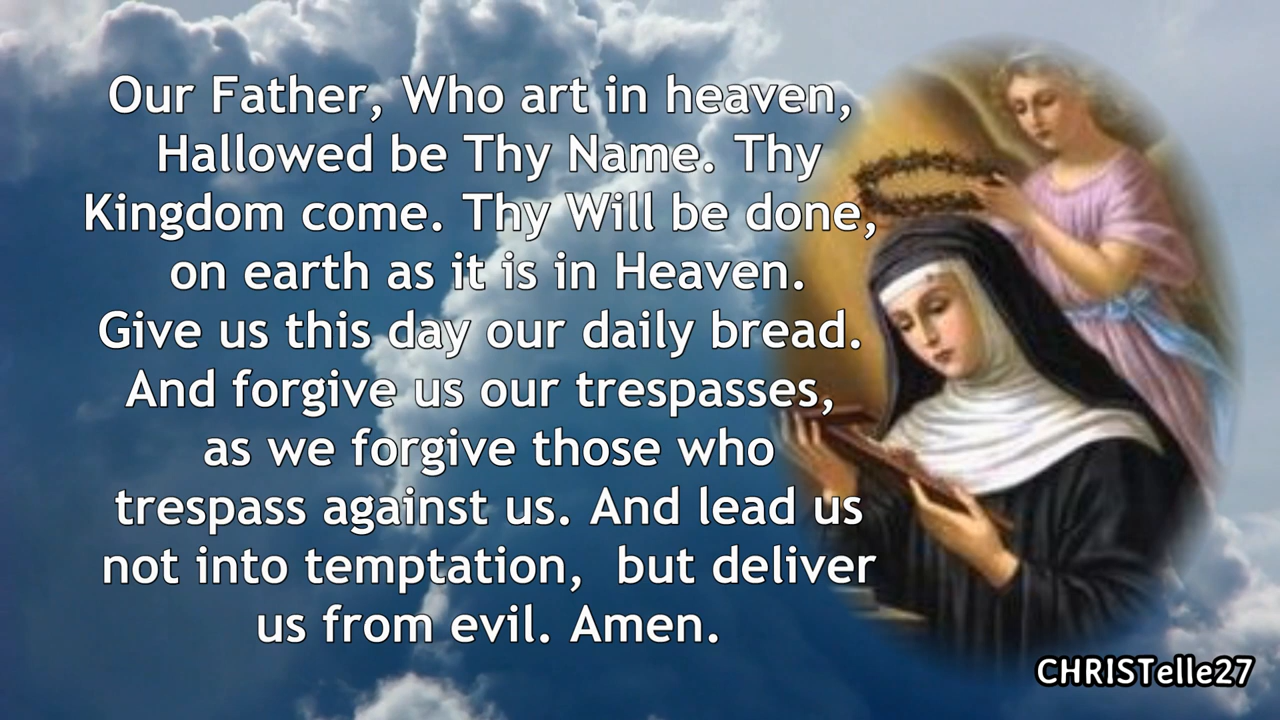 Our Father, Who art in heaven,
Hallowed be Thy Name. Thy
Kingdom come. Thy Will be done,
on earth as it is in Heaven.
Give us this day our daily bread.
And forgive us our trespasses,
as we forgive those who
trespass against us. And lead us
not into temptation,  but deliver
us from evil. Amen.
CHRISTelle27